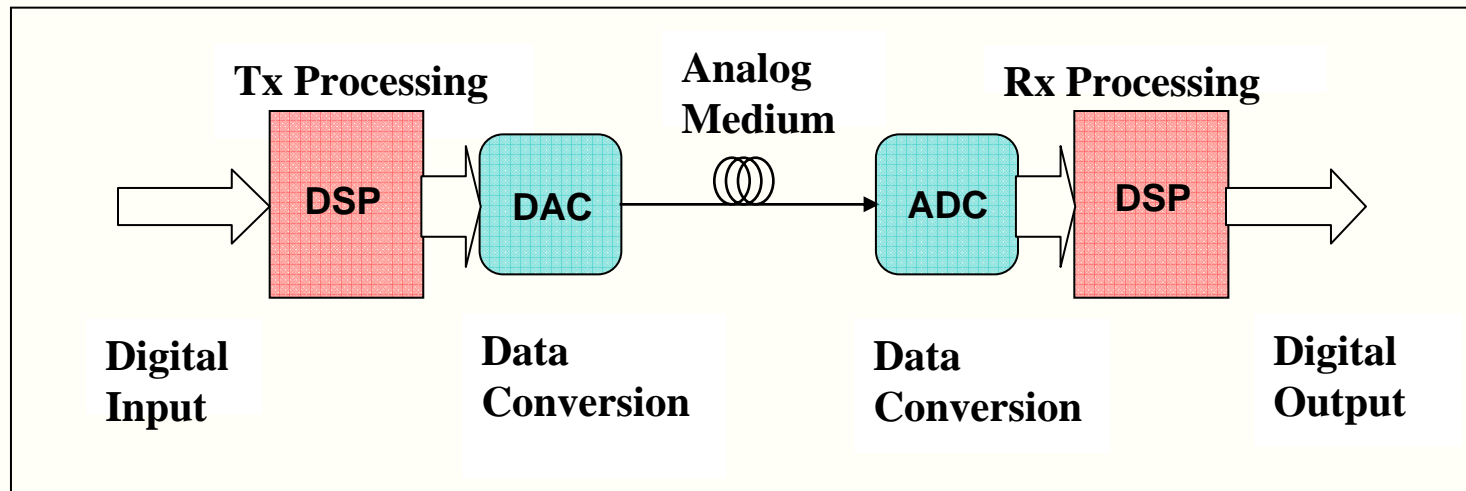 Tx Processing
Analog
Medium
Rx Processing
DSP
DAC
ADC
DSP
Digital
Input
Data
Conversion
Data
Conversion
Digital
Output